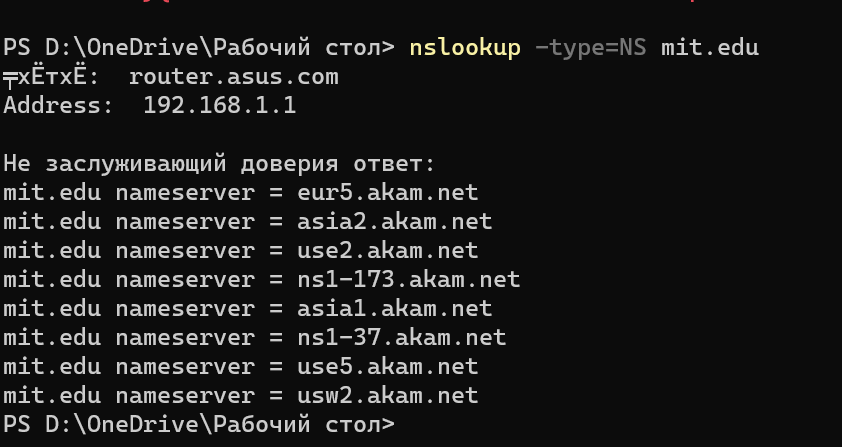 PS D:\OneDrive\Рабочий стол> nslookup -type=NS mit.edu
╤хЁтхЁ:  router.asus.com
Address:  192.168.1.1
Не заслуживающий доверия ответ:
mit.edu nameserver = eur5.akam.net
mit.edu nameserver = asia2.akam.net
mit.edu nameserver = use2.akam.net
mit.edu nameserver = ns1-173.akam.net
mit.edu nameserver = asia1.akam.net
mit.edu nameserver = ns1-37.akam.net
mit.edu nameserver = use5.akam.net
mit.edu nameserver = usw2.akam.net
PS D:\OneDrive\Рабочий стол>